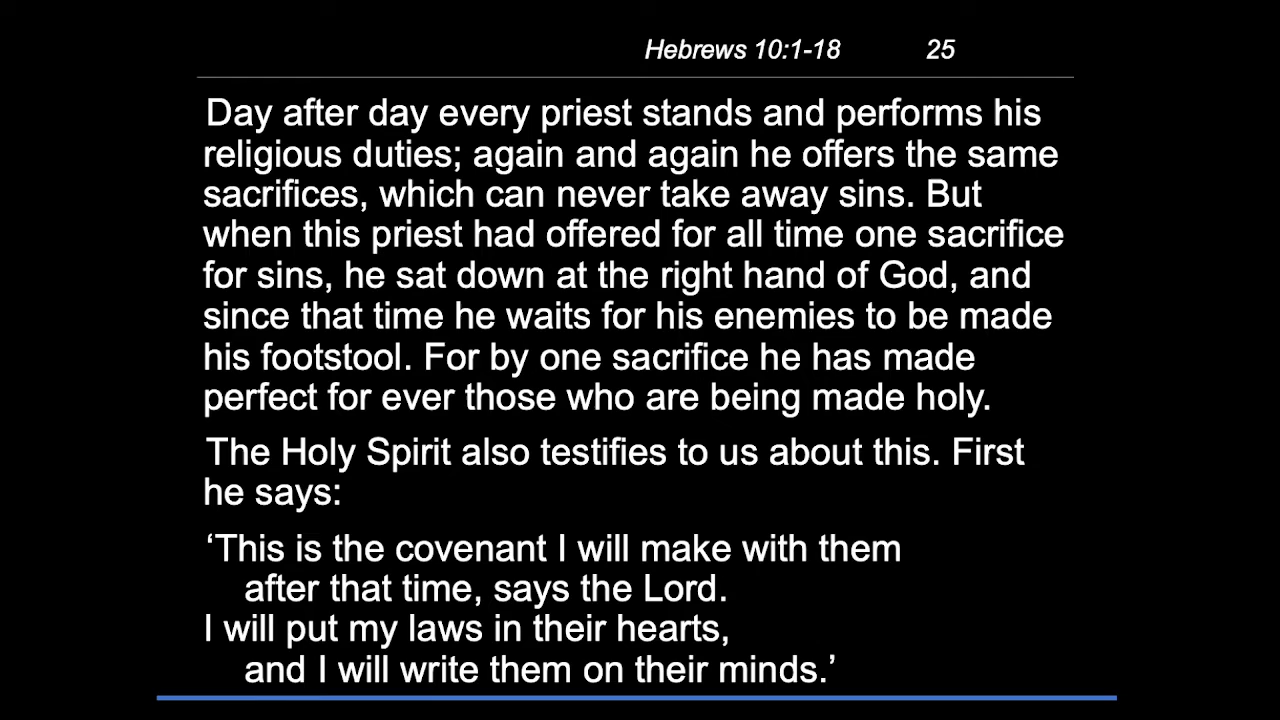 Hebrews 10:1-18 25
Day after day every priest stands and performs his
religious duties; again and again he offers the same
sacrifices, which can never take away sins. But
when this priest had offered for all time one sacrifice
for sins, he sat down at the right hand of God, and
since that time he waits for his enemies to be made
his footstool. For by one sacrifice he has made
perfect for ever those who are being made holy.
The Holy Spirit also testifies to us about this. First
he says:
‘This is the covenant I will make with them
after that time, says the Lord.
I will put my laws in their hearts,
and I will write them on their minds.’